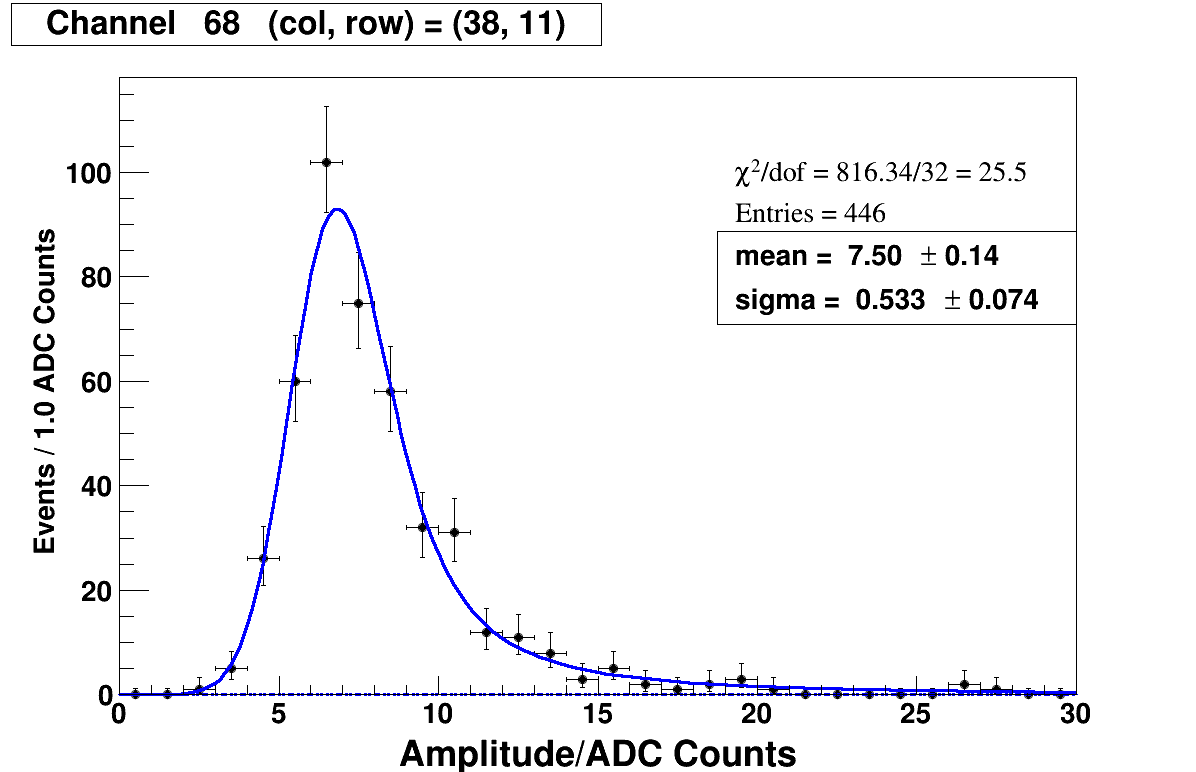 Channel 68 (col, row) = (38, 11)
χ²/dof = 816.34/32 = 25.5
Entries = 446
mean = 7.50 ± 0.14
sigma = 0.533 ± 0.074
Events / 1.0 ADC Counts
100
80
60
40
20
0
0 5 10 15 20 25 30
Amplitude/ADC Counts